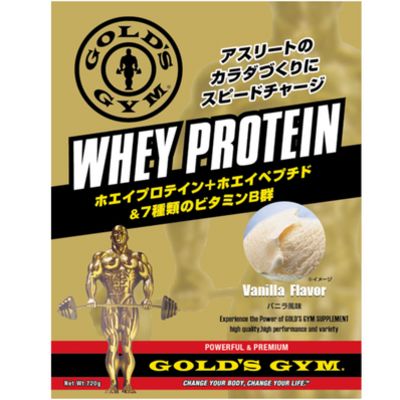 GOLD'S
GYM®
アスリートの
カラダづくりに
スピードチャージ
WHEY PROTEIN
ホエイプロテイン+ホエイペプチド
&7種類のビタミンB群
※イメージ
Vanilla Flavor
バニラ風味
Experience the Power of GOLD'S GYM SUPPLEMENT
high quality,high performance and variety
POWERFUL & PREMIUM
GOLD'S GYM.
Net Wt 720g
CHANGE YOUR BODY, CHANGE YOUR LIFE.™